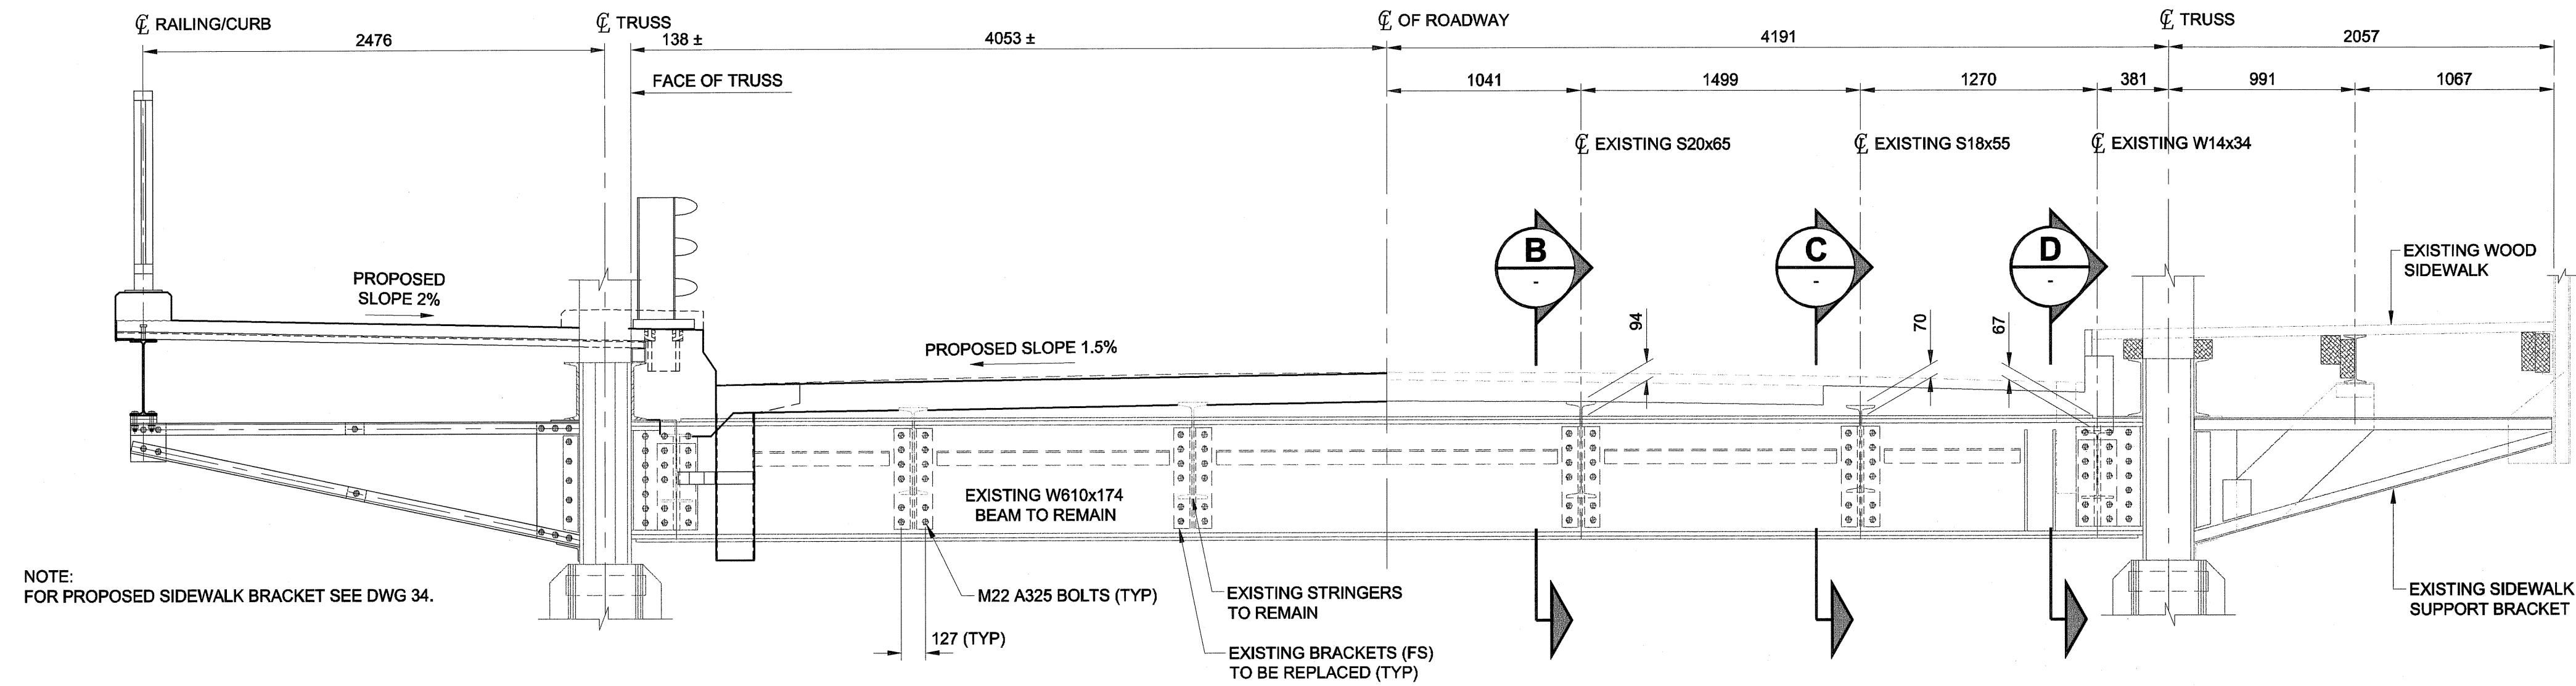 ℄ RAILING/CURB
℄ TRUSS
℄ OF ROADWAY
℄ TRUSS
2476
138 ±
4053 ±
4191
2057
FACE OF TRUSS
1041
1499
1270
381
991
1067
℄ EXISTING S20x65
℄ EXISTING S18x55
℄ EXISTING W14x34
B
-
C
-
D
-
EXISTING WOOD
SIDEWALK
PROPOSED
SLOPE 2%
94
70
67
PROPOSED SLOPE 1.5%
EXISTING W610x174
BEAM TO REMAIN
NOTE:
FOR PROPOSED SIDEWALK BRACKET SEE DWG 34.
M22 A325 BOLTS (TYP)
127 (TYP)
EXISTING STRINGERS
TO REMAIN
EXISTING BRACKETS (FS)
TO BE REPLACED (TYP)
EXISTING SIDEWALK
SUPPORT BRACKET